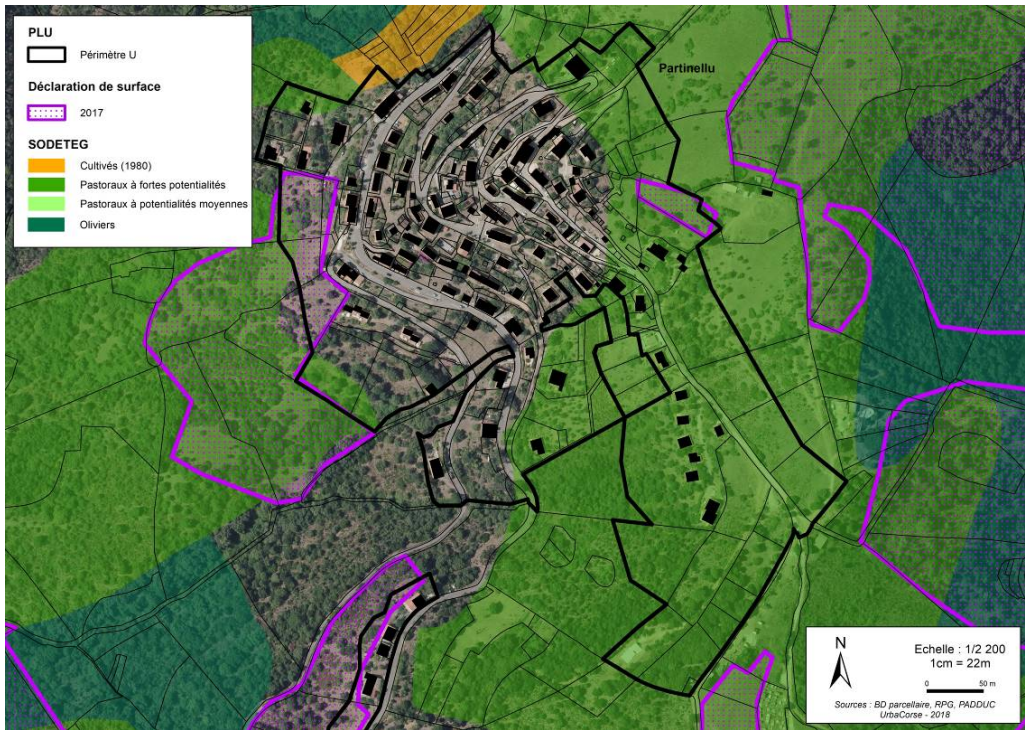 PLU
Périmètre U
Déclaration de surface
2017
SODETEG
Cultivés (1980)
Pastoraux à fortes potentialités
Pastoraux à potentialités moyennes
Oliviers
Partinellu
N
Echelle : 1/2 200
1cm = 22m
0 50 m
Sources : BD parcellaire, RPG, PADDUC
UrbaCorse - 2018